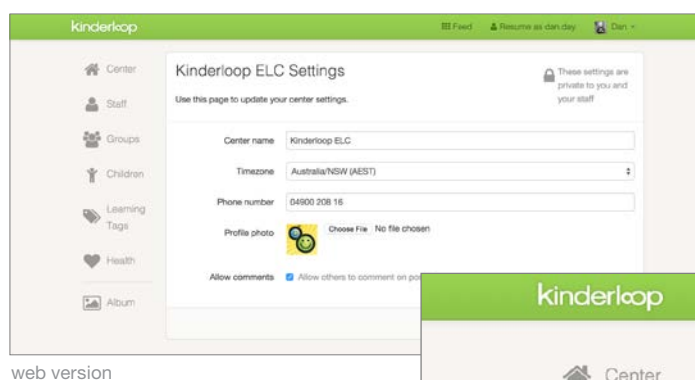 kinderloop
Feed Resume as dan.day Dan
Center
Staff
Groups
Children
Learning
Tags
Health
Album
Kinderloop ELC Settings
Use this page to update your center settings.
These settings are
private to you and
your staff
Center name Kinderloop ELC
Timezone Australia/NSW (AEST)
Phone number 04900 208 16
Profile photo Choose File No file chosen
Allow comments Allow others to comment on po
web version
kinderloop
Center